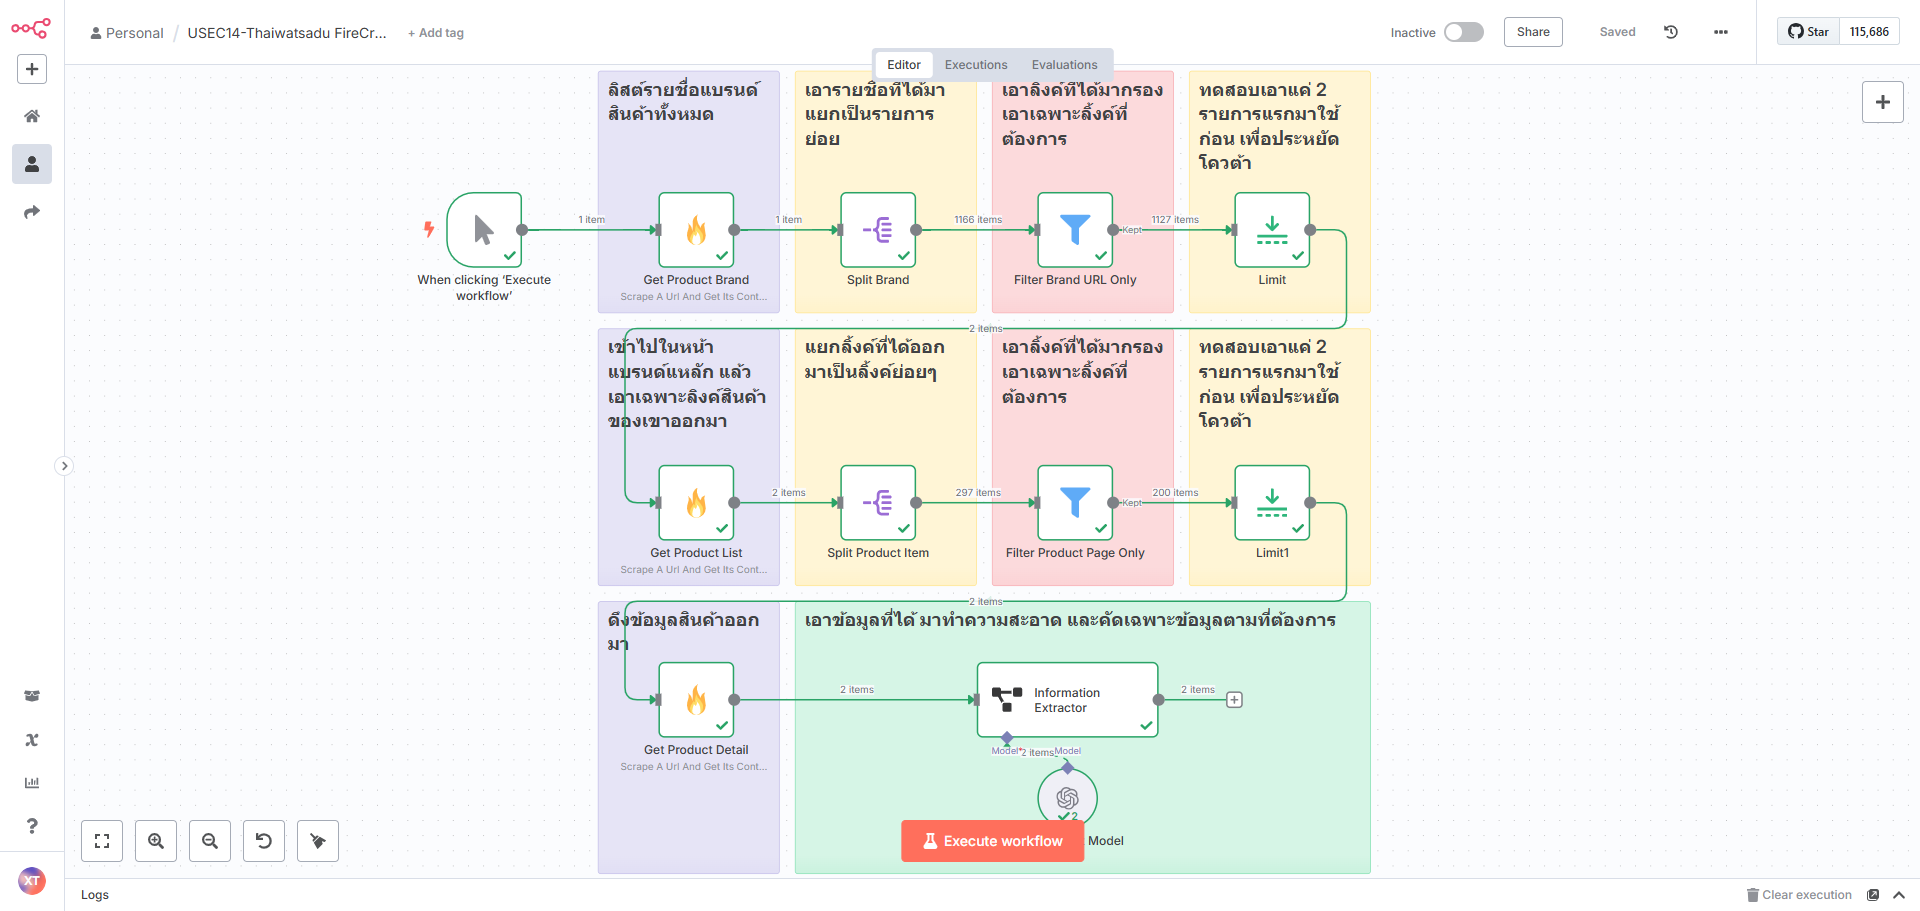 Personal / USEC14-Thaiwatsadu FireCr... + Add tag
Inactive
Share
Saved
Star 115,686
Editor Executions Evaluations
ลิสต์รายชื่อแบรนด์
สินค้าทั้งหมด
เอารายชื่อที่ได้มา
แยกเป็นรายการ
ย่อย
เอาลิงค์ที่ได้มากรอง
เอาเฉพาะลิ้งค์ที่
ต้องการ
ทดสอบเอาแค่ 2
รายการแรกมาใช้
ก่อน เพื่อประหยัด
โควต้า
1 item
1 item
1166 items
Kept
1127 items
When clicking ‘Execute
workflow’
Get Product Brand
Scrape A Url And Get Its Cont...
Split Brand
Filter Brand URL Only
Limit
2 items
เข้าไปในหน้า
แบรนด์แหลัก แล้ว
เอาเฉพาะลิงค์สินค้า
ของเขาออกมา
แยกลิ้งค์ที่ได้ออก
มาเป็นลิ้งค์ย่อยๆ
เอาลิ้งค์ที่ได้มากรอง
เอาเฉพาะลิ้งค์ที่
ต้องการ
ทดสอบเอาแค่ 2
รายการแรกมาใช้
ก่อน เพื่อประหยัด
โควต้า
2 items
297 items
Kept
200 items
Get Product List
Scrape A Url And Get Its Cont...
Split Product Item
Filter Product Page Only
Limit1
2 items
ดึงข้อมูลสินค้าออก
มา
เอาข้อมูลที่ได้ มาทำความสะอาด และคัดเฉพาะข้อมูลตามที่ต้องการ
2 items
Information
Extractor
2 items
Get Product Detail
Scrape A Url And Get Its Cont...
Model*
2 items
Model
2
Execute workflow
Model
XT
Logs
Clear execution